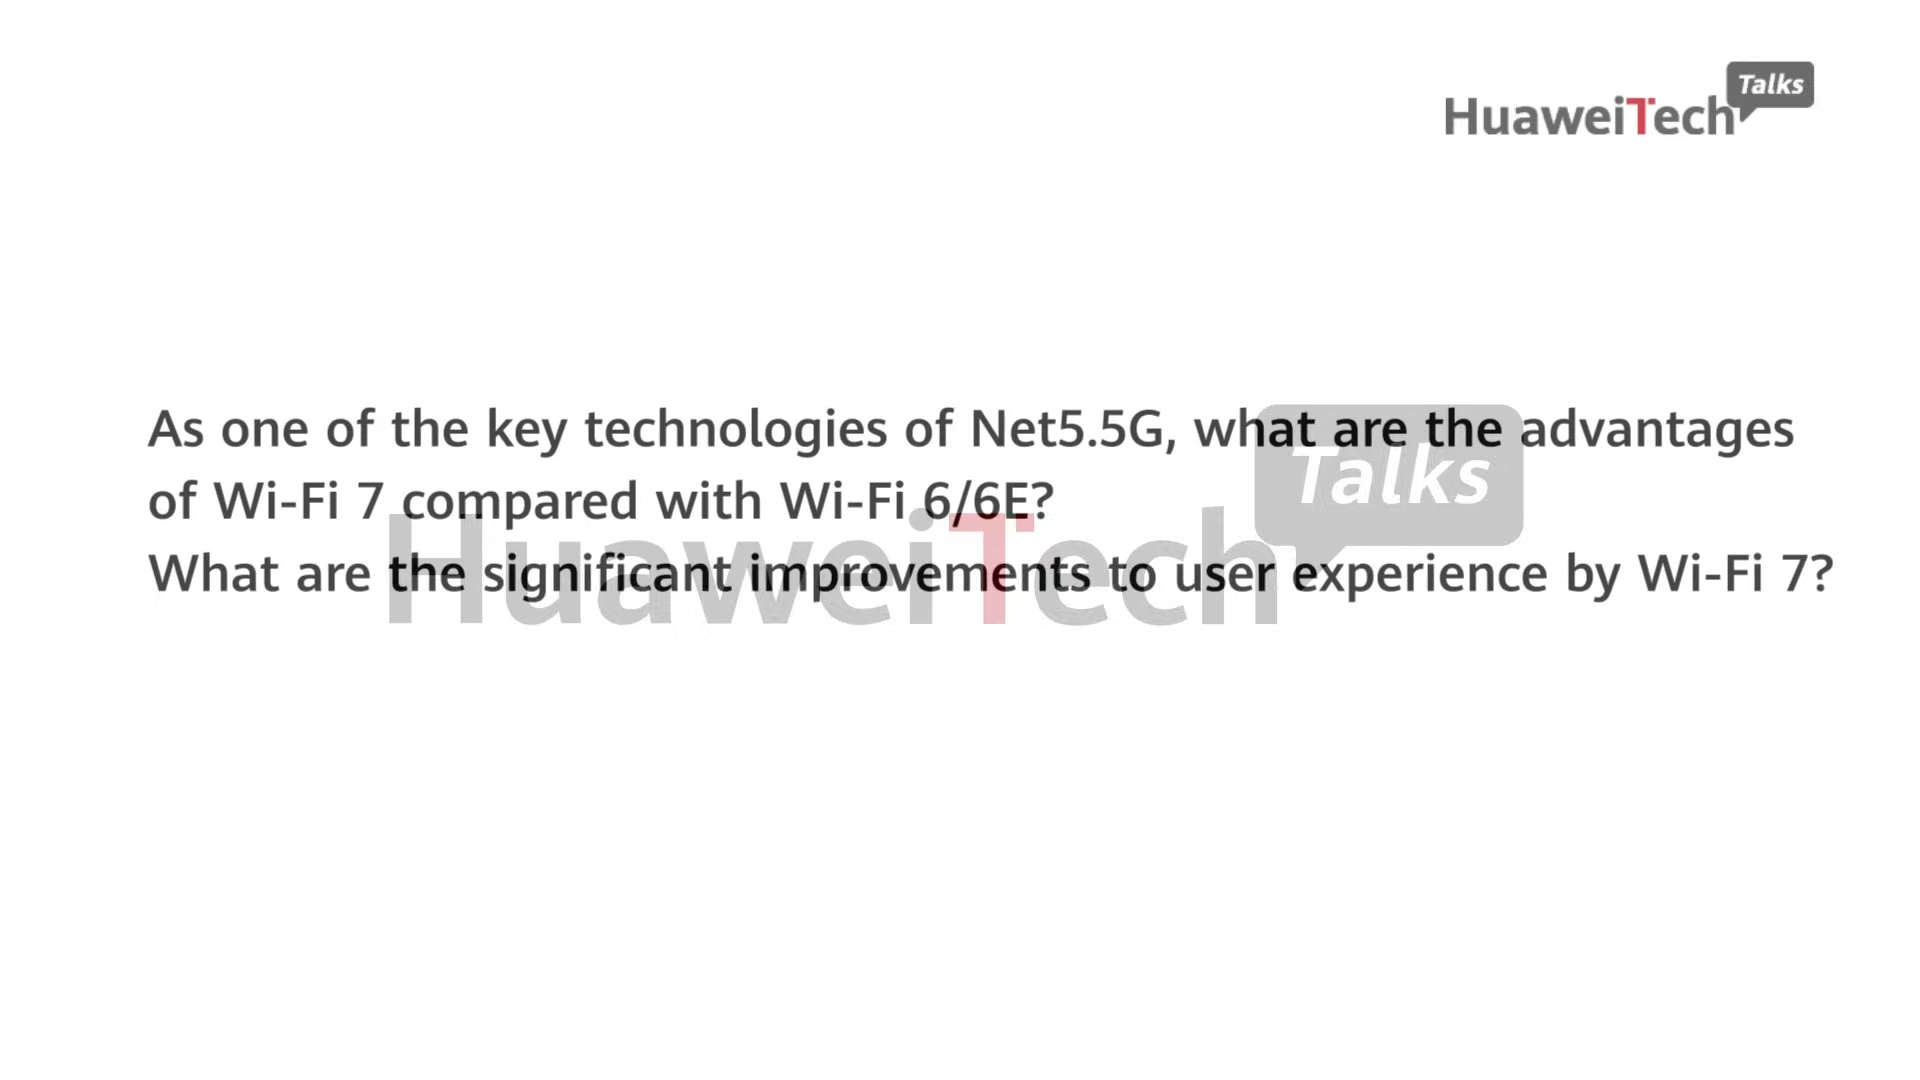 Talks
HuaweiTech
As one of the key technologies of Net5.5G, what are the advantages
of Wi-Fi 7 compared with Wi-Fi 6/6E?
What are the significant improvements to user experience by Wi-Fi 7?
Talks
HuaweiTech